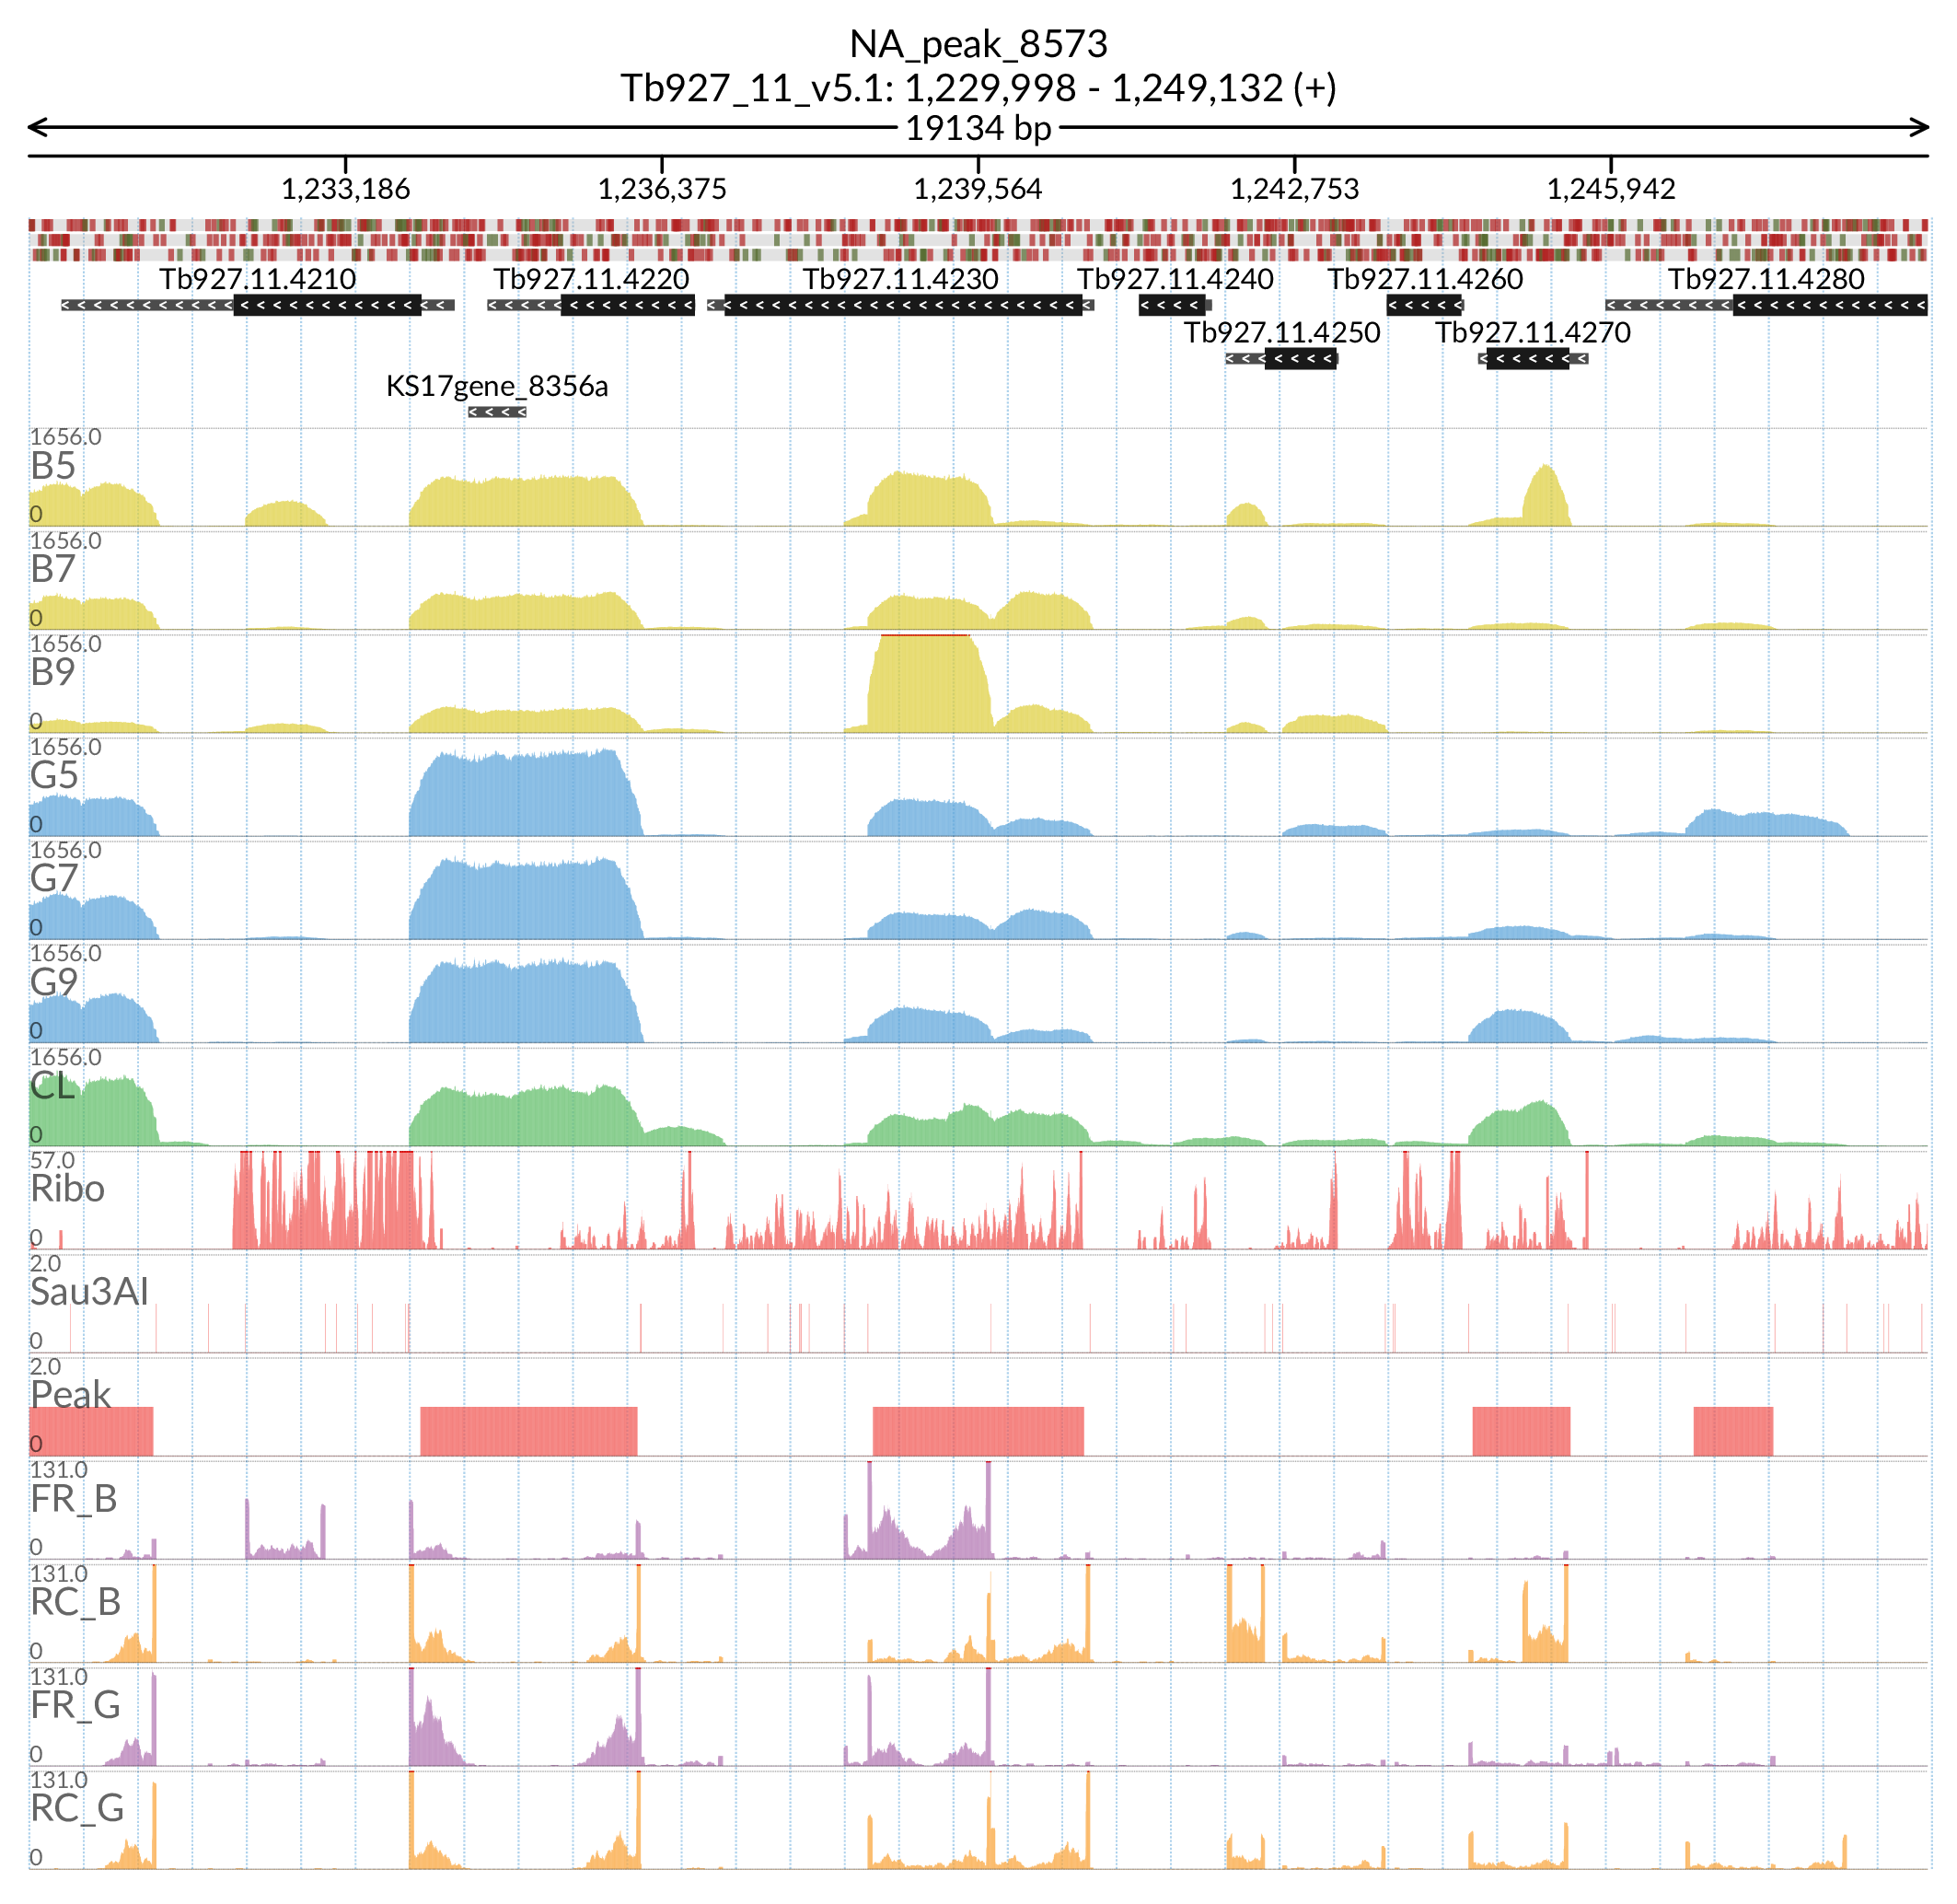 NA_peak_8573
Tb927_11_v5.1: 1,229,998 - 1,249,132 (+)
19134 bp
1,233,186 1,236,375 1,239,564 1,242,753 1,245,942
Tb927.11.4210 Tb927.11.4220 Tb927.11.4230 Tb927.11.4240 Tb927.11.4260 Tb927.11.4280
Tb927.11.4250 Tb927.11.4270
KS17gene_8356a
1656.0
B5
0
1656.0
B7
0
1656.0
B9
0
1656.0
G5
0
1656.0
G7
0
1656.0
G9
0
1656.0
CL
0
57.0
Ribo
0
2.0
Sau3AI
0
2.0
Peak
0
131.0
FR_B
0
131.0
RC_B
0
131.0
FR_G
0
131.0
RC_G
0